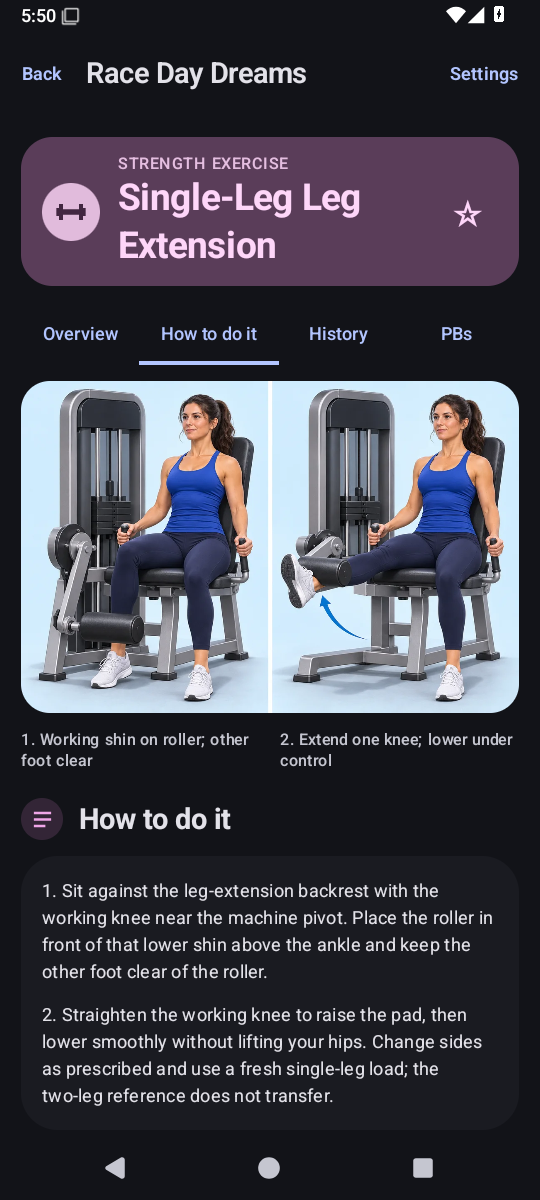 5:50
Back
Race Day Dreams
Settings
STRENGTH EXERCISE
Single-Leg Leg
Extension
Overview
How to do it
History
PBs
1. Working shin on roller; other
foot clear
2. Extend one knee; lower under
control
How to do it
1. Sit against the leg-extension backrest with the
working knee near the machine pivot. Place the roller in
front of that lower shin above the ankle and keep the
other foot clear of the roller.
2. Straighten the working knee to raise the pad, then
lower smoothly without lifting your hips. Change sides
as prescribed and use a fresh single-leg load; the
two-leg reference does not transfer.